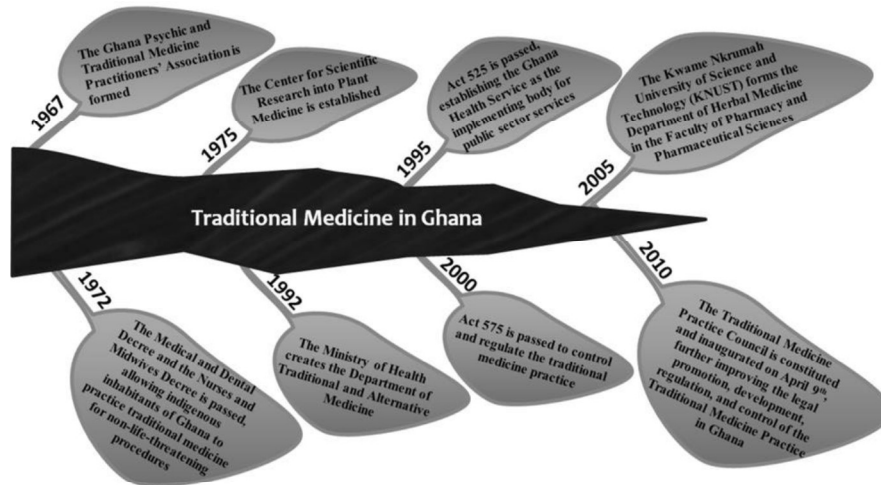 1967
The Ghana Psychic and
Traditional Medicine
Practitioners' Association is
formed
1975
The Center for Scientific
Research into Plant
Medicine is established
1995
Act 525 is passed,
establishing the Ghana
Health Service as the
implementing body for
public sector services
2005
The Kwame Nkrumah
University of Science and
Technology (KNUST) forms the
Department of Herbal Medicine
in the Faculty of Pharmacy and
Pharmaceutical Sciences
Traditional Medicine in Ghana
1972
The Medical and Dental
Decree and the Nurses and
Midwives Decree is passed,
allowing indigenous
inhabitants of Ghana to
practice traditional medicine
for non-life-threatening
procedures
1992
The Ministry of Health
creates the Department of
Traditional and Alternative
Medicine
2000
Act 575 is passed to control
and regulate the traditional
medicine practice
2010
The Traditional Medicine
Practice Council is constituted
and inaugurated on April 9th,
further improving the legal
promotion, development,
regulation, and control of the
Traditional Medicine Practice
in Ghana